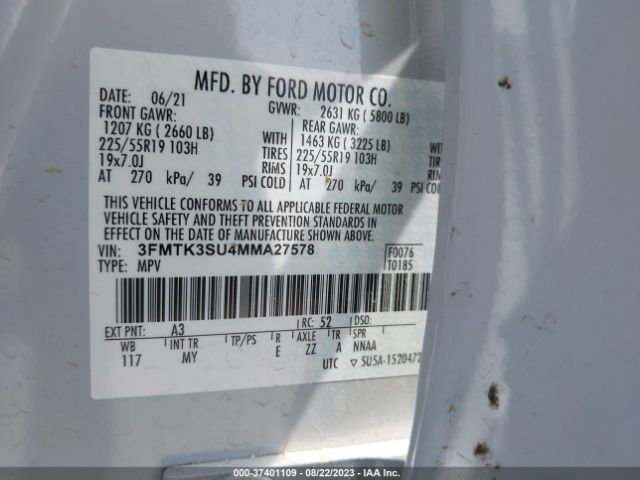 MFD. BY FORD MOTOR CO.
DATE: 06/21 GVWR: 2631 KG ( 5800 LB)
FRONT GAWR: REAR GAWR:
1207 KG ( 2660 LB) WITH 1463 KG ( 3225 LB) WITH
225/55R19 103H TIRES 225/55R19 103H TIRES
19x7.0J RIMS 19x7.0J RIMS
AT 270 kPa/ 39 PSI COLD AT 270 kPa/ 39 PSI COLD
THIS VEHICLE CONFORMS TO ALL APPLICABLE FEDERAL MOTOR
VEHICLE SAFETY AND THEFT PREVENTION STANDARDS IN
EFFECT ON THE DATE OF MANUFACTURE SHOWN ABOVE.
VIN: 3FMTK3SU4MMA27578 F0076
TYPE: MPV T0185
EXT PNT: A3 RC: 52 DSO:
WB INT TR TP/PS R AXLE TR SPR
117 MY E ZZ A NNAA
UTC ▽ SU5A-1520472
000-37401109 - 08/22/2023 - IAA Inc.